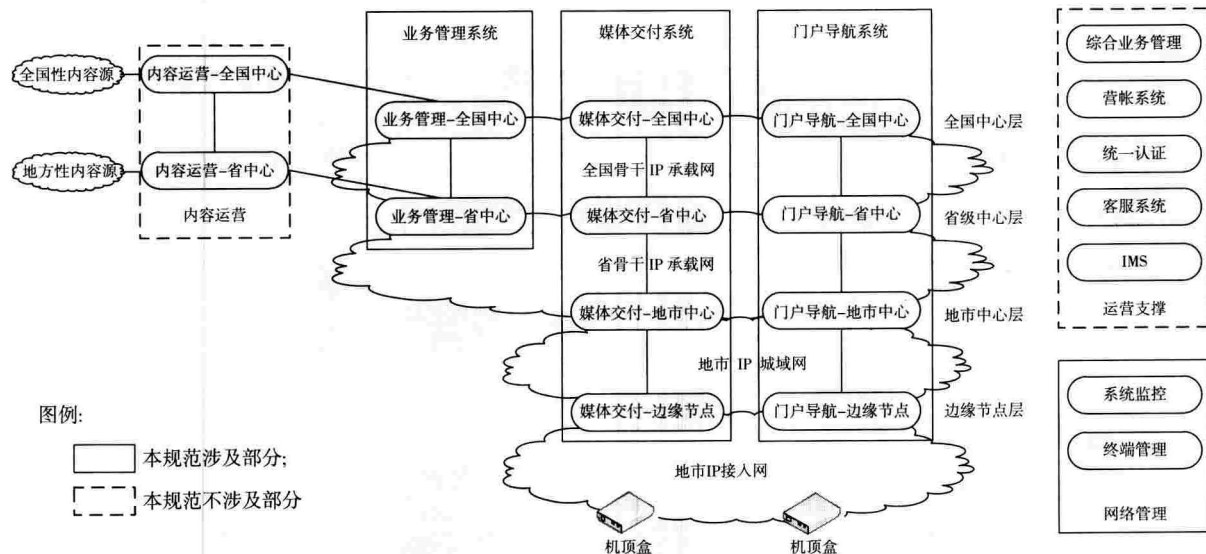 业务管理系统
媒体交付系统
门户导航系统
全国性内容源
内容运营-全国中心
业务管理-全国中心
媒体交付-全国中心
门户导航-全国中心
全国中心层
全国骨干IP承载网
地方性内容源
内容运营-省中心
内容运营
业务管理-省中心
媒体交付-省中心
门户导航-省中心
省级中心层
省骨干IP承载网
媒体交付-地市中心
门户导航-地市中心
地市中心层
地市 IP 城域网
媒体交付-边缘节点
门户导航-边缘节点
边缘节点层
地市IP接入网
机顶盒
机顶盒
综合业务管理
营帐系统
统一认证
客服系统
IMS
运营支撑
系统监控
终端管理
网络管理
图例:
本规范涉及部分;
本规范不涉及部分